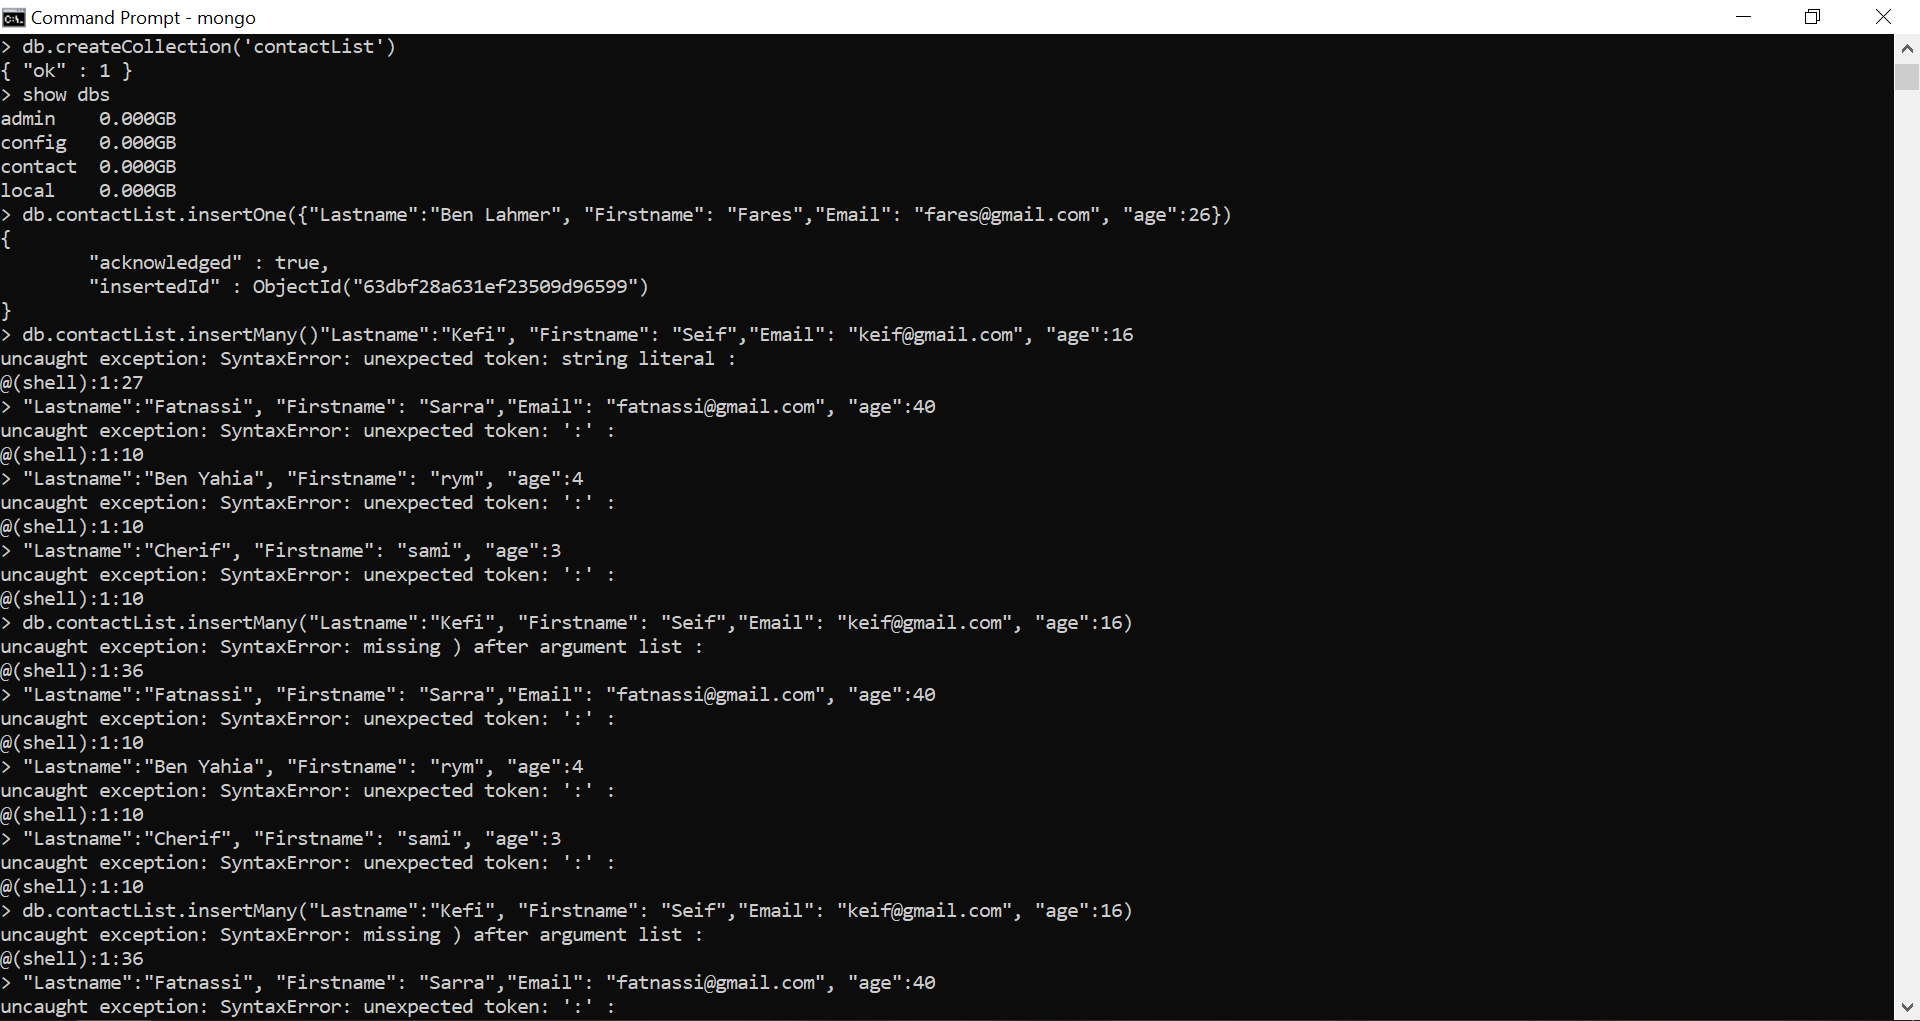 Command Prompt - mongo
> db.createCollection('contactList')
{ "ok" : 1 }
> show dbs
admin    0.000GB
config   0.000GB
contact  0.000GB
local    0.000GB
> db.contactList.insertOne({"Lastname":"Ben Lahmer", "Firstname": "Fares","Email": "fares@gmail.com", "age":26})
{
        "acknowledged" : true,
        "insertedId" : ObjectId("63dbf28a631ef23509d96599")
}
> db.contactList.insertMany()"Lastname":"Kefi", "Firstname": "Seif","Email": "keif@gmail.com", "age":16
uncaught exception: SyntaxError: unexpected token: string literal :
@(shell):1:27
> "Lastname":"Fatnassi", "Firstname": "Sarra","Email": "fatnassi@gmail.com", "age":40
uncaught exception: SyntaxError: unexpected token: ':' :
@(shell):1:10
> "Lastname":"Ben Yahia", "Firstname": "rym", "age":4
uncaught exception: SyntaxError: unexpected token: ':' :
@(shell):1:10
> "Lastname":"Cherif", "Firstname": "sami", "age":3
uncaught exception: SyntaxError: unexpected token: ':' :
@(shell):1:10
> db.contactList.insertMany("Lastname":"Kefi", "Firstname": "Seif","Email": "keif@gmail.com", "age":16)
uncaught exception: SyntaxError: missing ) after argument list :
@(shell):1:36
> "Lastname":"Fatnassi", "Firstname": "Sarra","Email": "fatnassi@gmail.com", "age":40
uncaught exception: SyntaxError: unexpected token: ':' :
@(shell):1:10
> "Lastname":"Ben Yahia", "Firstname": "rym", "age":4
uncaught exception: SyntaxError: unexpected token: ':' :
@(shell):1:10
> "Lastname":"Cherif", "Firstname": "sami", "age":3
uncaught exception: SyntaxError: unexpected token: ':' :
@(shell):1:10
> db.contactList.insertMany("Lastname":"Kefi", "Firstname": "Seif","Email": "keif@gmail.com", "age":16)
uncaught exception: SyntaxError: missing ) after argument list :
@(shell):1:36
> "Lastname":"Fatnassi", "Firstname": "Sarra","Email": "fatnassi@gmail.com", "age":40
uncaught exception: SyntaxError: unexpected token: ':' :